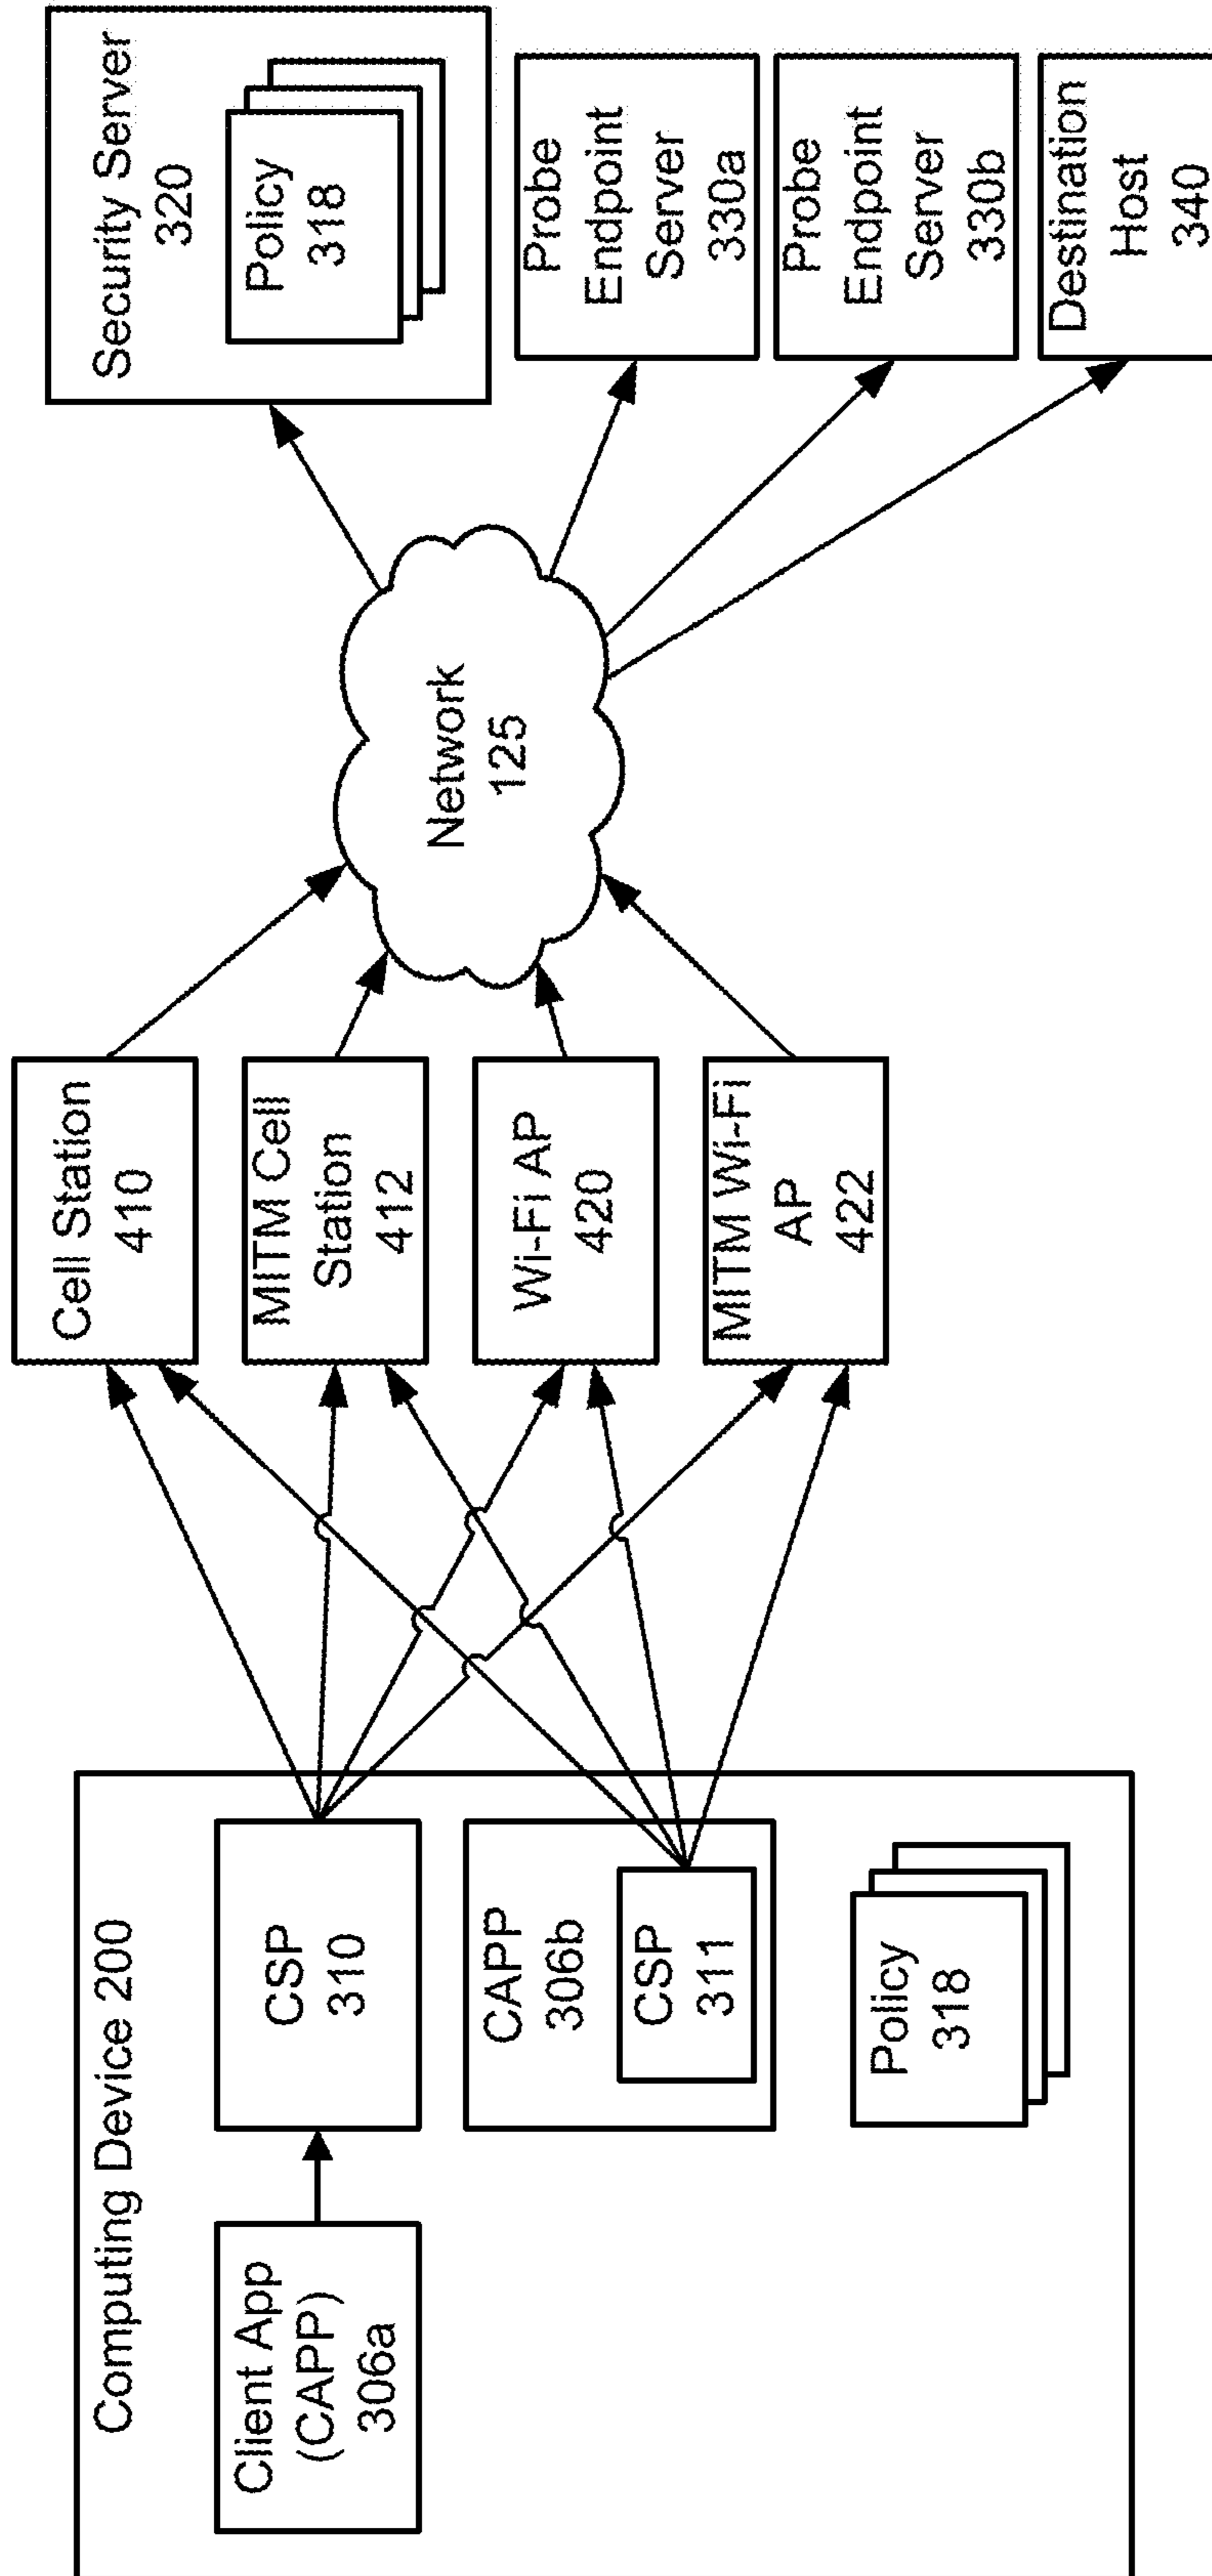 Computing Device 200
Client App
(CAPP)
306a
CSP
310
CAPP
306b
CSP
311
Policy
318
Cell Station
410
MITM Cell
Station
412
Wi-Fi AP
420
MITM Wi-Fi
AP
422
Network
125
Security Server
320
Policy
318
Probe
Endpoint
Server
330a
Probe
Endpoint
Server
330b
Destination
Host
340